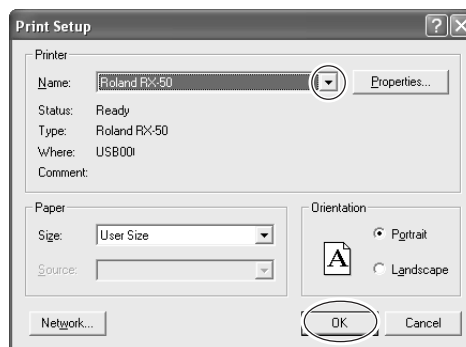 Print Setup
Printer
Name: Roland RX-50 Properties...
Status: Ready
Type: Roland RX-50
Where:
Comment:
Paper
Size: User Size
Source:
Orientation
A
Portrait
Landscape
Network... OK Cancel